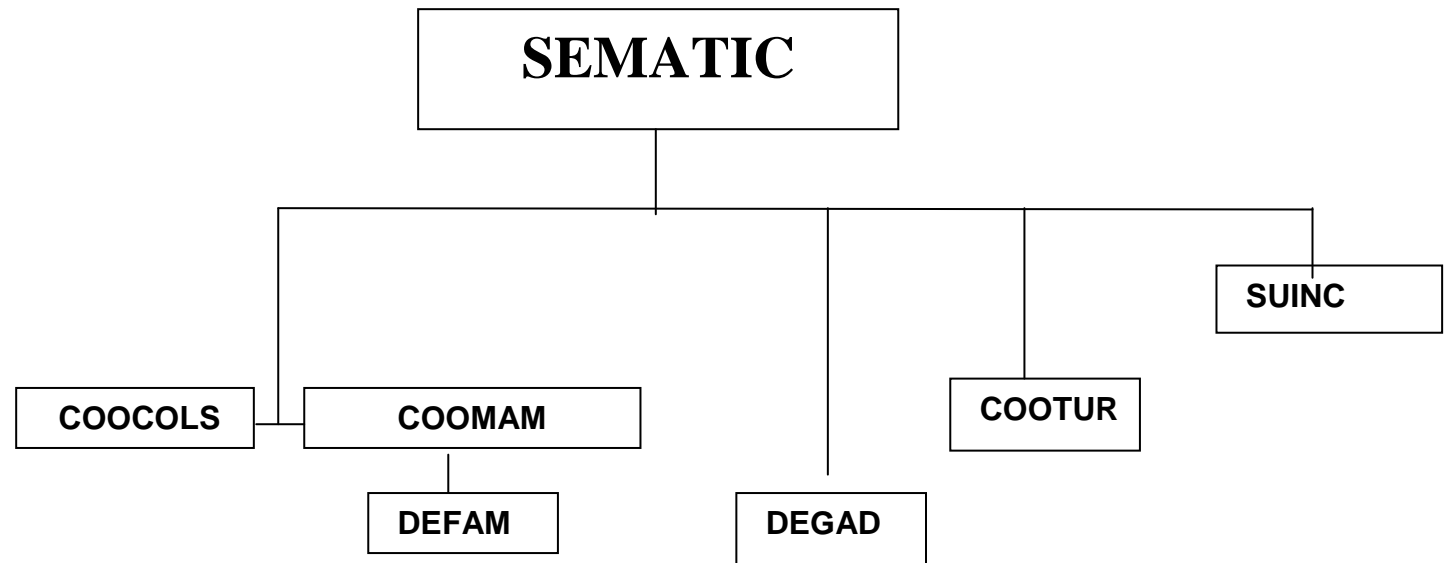 SEMATIC
SUINC
COOCOLS
COOMAM
COOTUR
DEFAM
DEGAD